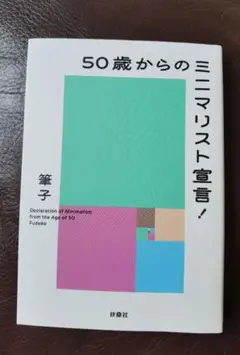 50歳からの
ミニマリスト宣言!
筆子
Declaration of Minimalism
from the Age of 50
Fudeko
扶桑社